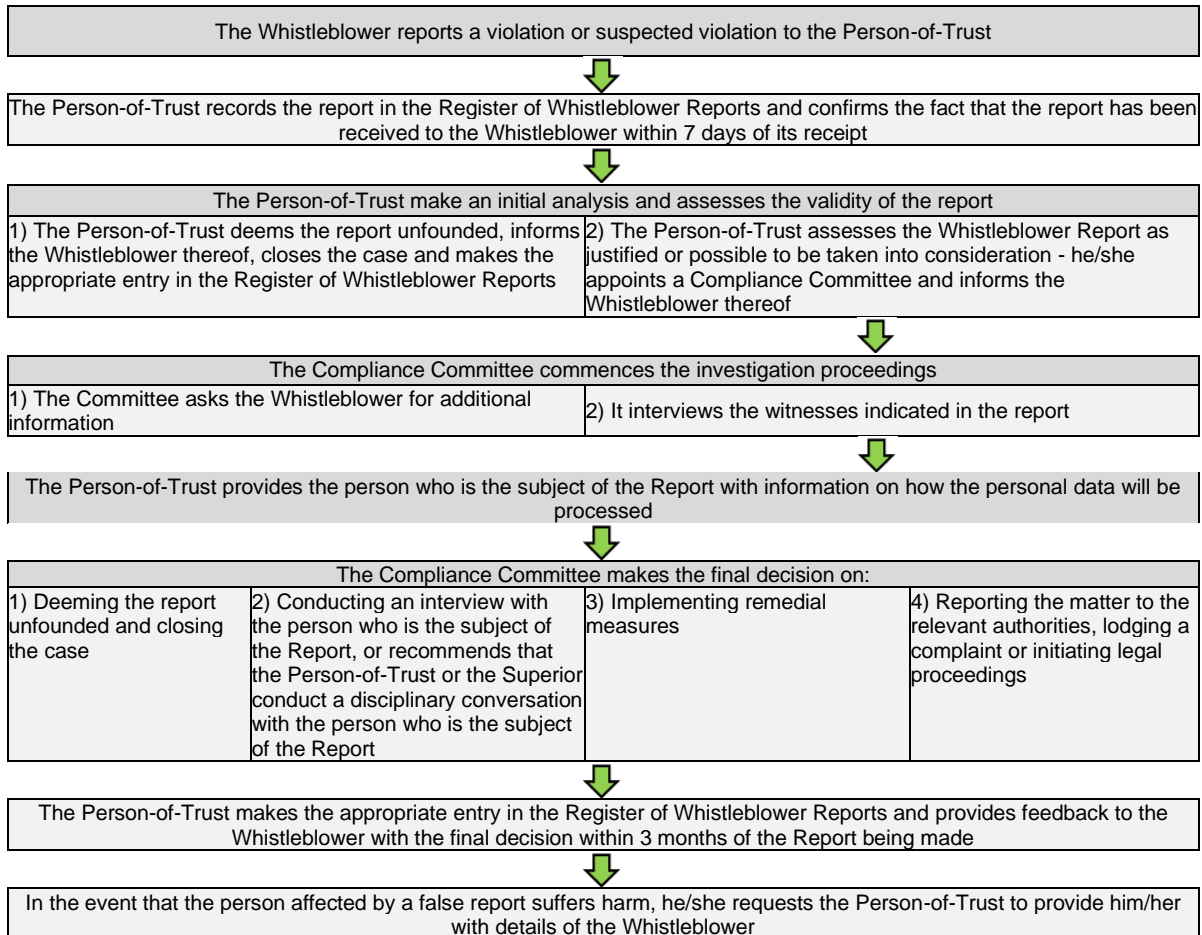 The Whistleblower reports a violation or suspected violation to the Person-of-Trust
The Person-of-Trust records the report in the Register of Whistleblower Reports and confirms the fact that the report has been
received to the Whistleblower within 7 days of its receipt
The Person-of-Trust make an initial analysis and assesses the validity of the report
1) The Person-of-Trust deems the report unfounded, informs
the Whistleblower thereof, closes the case and makes the
appropriate entry in the Register of Whistleblower Reports
2) The Person-of-Trust assesses the Whistleblower Report as
justified or possible to be taken into consideration - he/she
appoints a Compliance Committee and informs the
Whistleblower thereof
The Compliance Committee commences the investigation proceedings
1) The Committee asks the Whistleblower for additional
information
2) It interviews the witnesses indicated in the report
The Person-of-Trust provides the person who is the subject of the Report with information on how the personal data will be
processed
The Compliance Committee makes the final decision on:
1) Deeming the report
unfounded and closing
the case
2) Conducting an interview with
the person who is the subject of
the Report, or recommends that
the Person-of-Trust or the Superior
conduct a disciplinary conversation
with the person who is the subject
of the Report
3) Implementing remedial
measures
4) Reporting the matter to the
relevant authorities, lodging a
complaint or initiating legal
proceedings
The Person-of-Trust makes the appropriate entry in the Register of Whistleblower Reports and provides feedback to the
Whistleblower with the final decision within 3 months of the Report being made
In the event that the person affected by a false report suffers harm, he/she requests the Person-of-Trust to provide him/her
with details of the Whistleblower